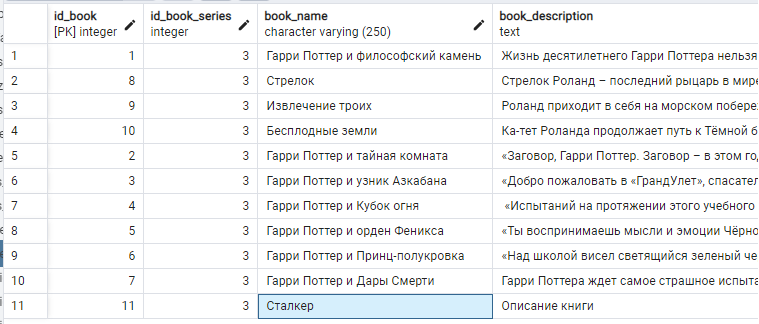 id_book id_book_series book_name book_description
[PK] integer integer character varying (250) text
1 1 3 Гарри Поттер и философский камень Жизнь десятилетнего Гарри Поттера нельзя
2 8 3 Стрелок Стрелок Роланд – последний рыцарь в мире
3 9 3 Извлечение троих Роланд приходит в себя на морском побереж
4 10 3 Бесплодные земли Ка-тет Роланда продолжает путь к Тёмной б
5 2 3 Гарри Поттер и тайная комната «Заговор, Гарри Поттер. Заговор – в этом го
6 3 3 Гарри Поттер и узник Азкабана «Добро пожаловать в «ГрандУлет», спасател
7 4 3 Гарри Поттер и Кубок огня «Испытаний на протяжении этого учебного
8 5 3 Гарри Поттер и орден Феникса «Ты воспринимаешь мысли и эмоции Чёрно
9 6 3 Гарри Поттер и Принц-полукровка «Над школой висел светящийся зеленый че
10 7 3 Гарри Поттер и Дары Смерти Гарри Поттера ждет самое страшное испыта
11 11 3 Сталкер Описание книги